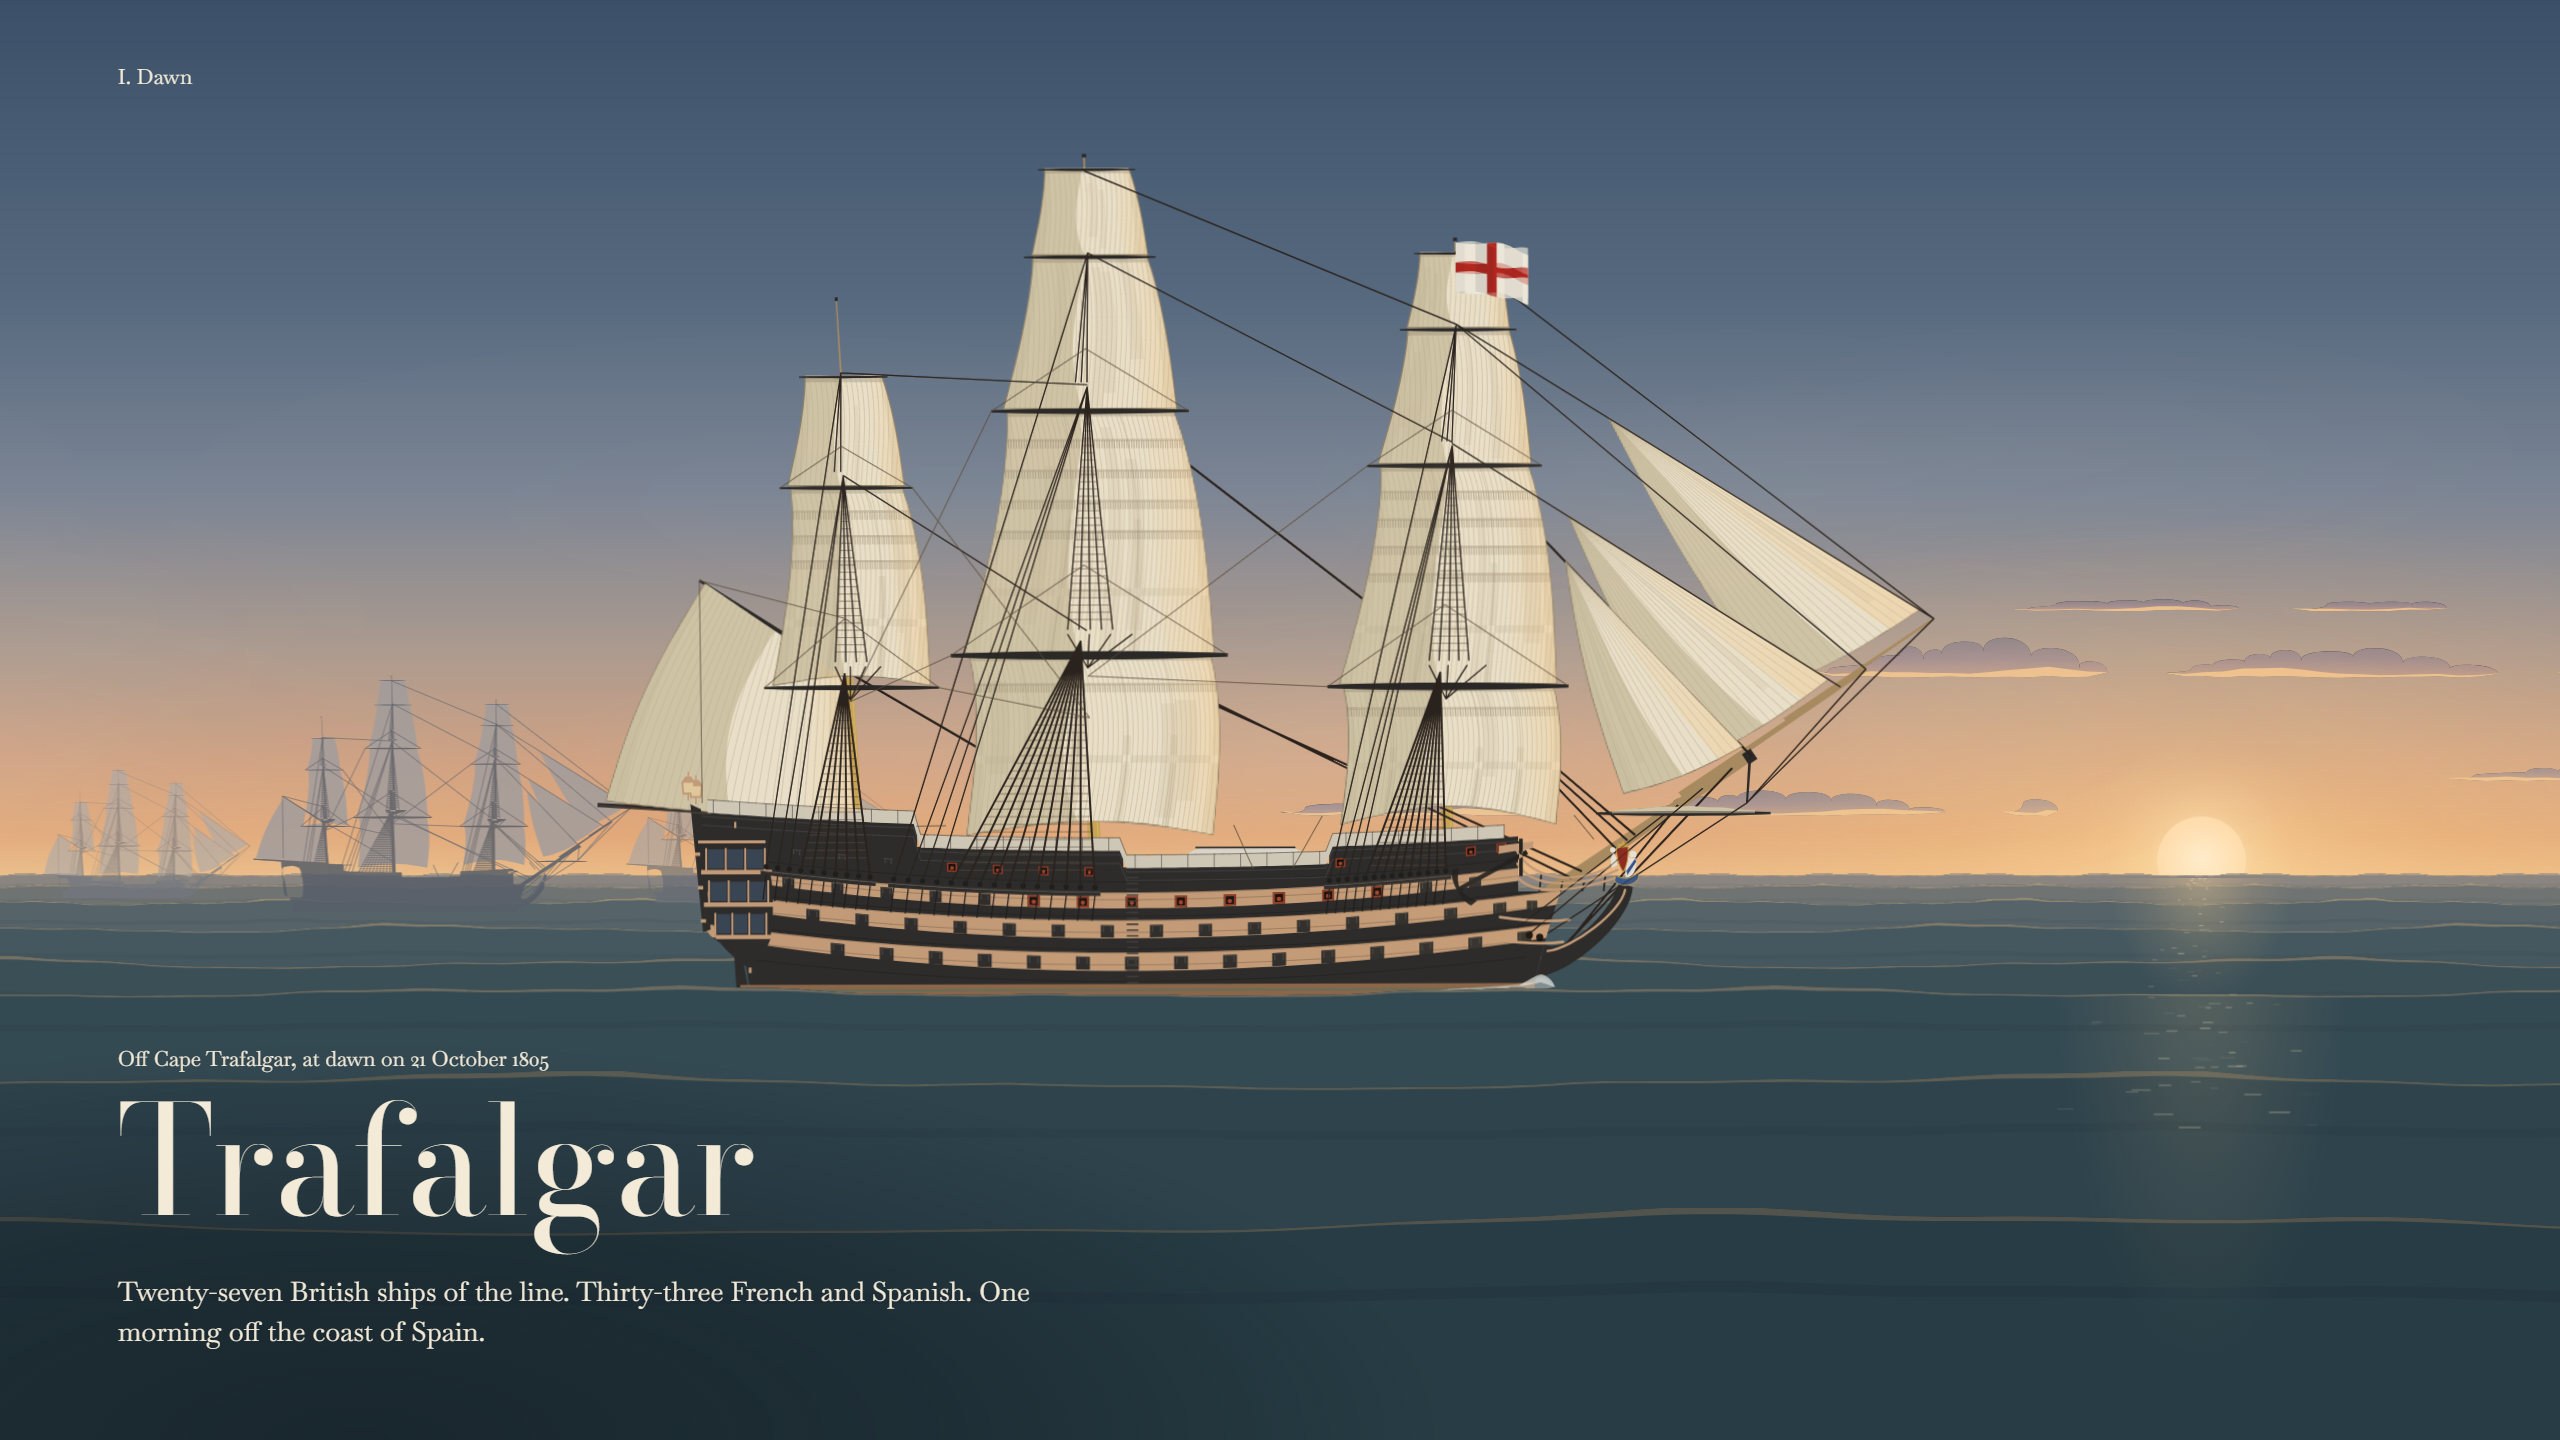 I. Dawn
Off Cape Trafalgar, at dawn on 21 October 1805
Trafalgar
Twenty-seven British ships of the line. Thirty-three French and Spanish. One
morning off the coast of Spain.